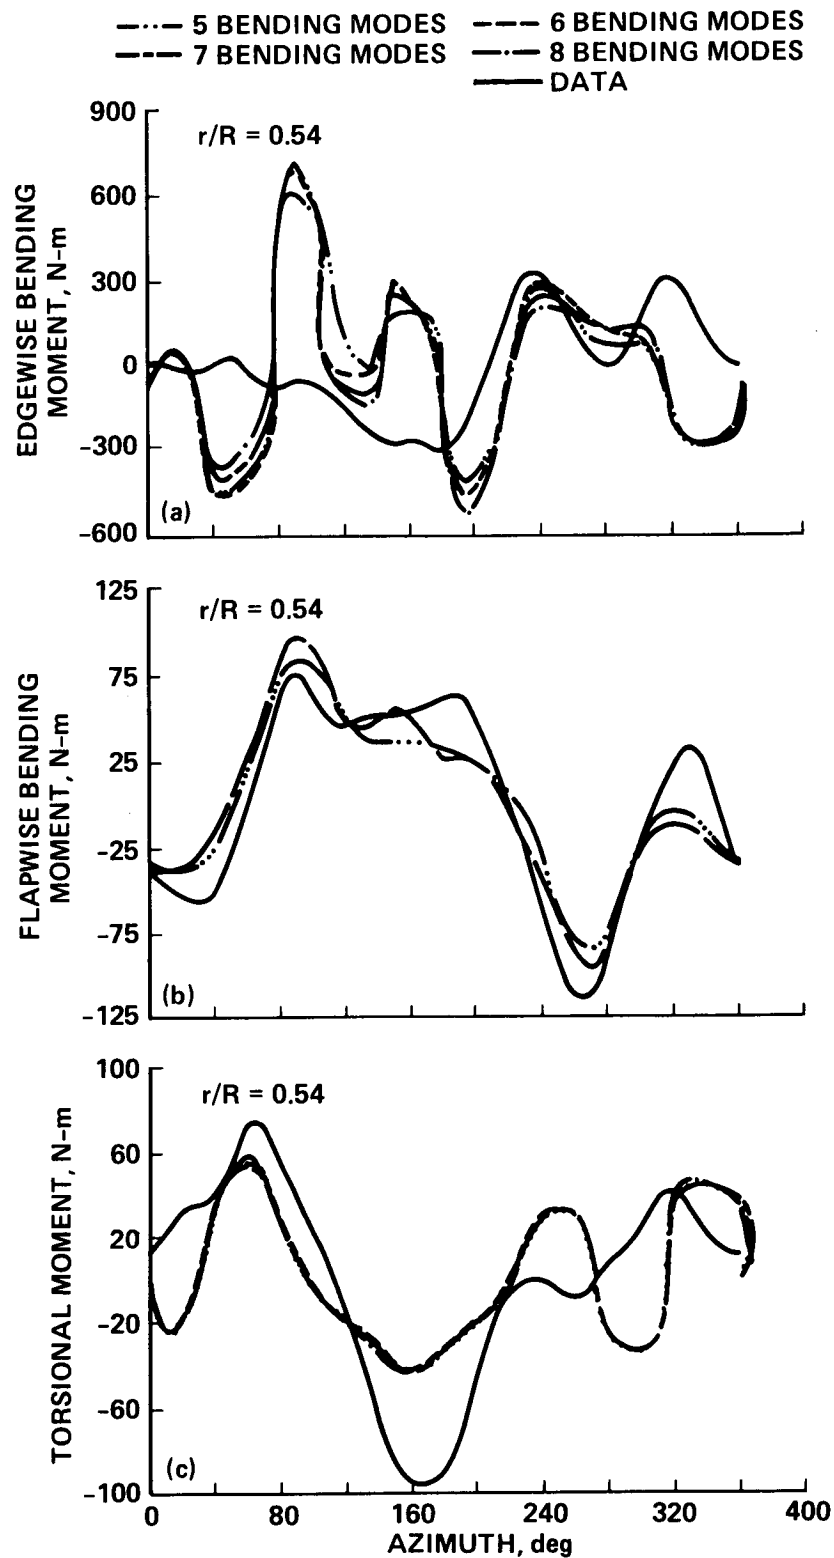 5 BENDING MODES
6 BENDING MODES
7 BENDING MODES
8 BENDING MODES
DATA
EDGEWISE BENDING
MOMENT, N-m
900
600
300
0
-300
-600
r/R = 0.54
(a)
FLAPWISE BENDING
MOMENT, N-m
125
75
25
-25
-75
-125
r/R = 0.54
(b)
TORSIONAL MOMENT, N-m
100
60
20
-20
-60
-100
r/R = 0.54
(c)
0 80 160 240 320 400
AZIMUTH, deg